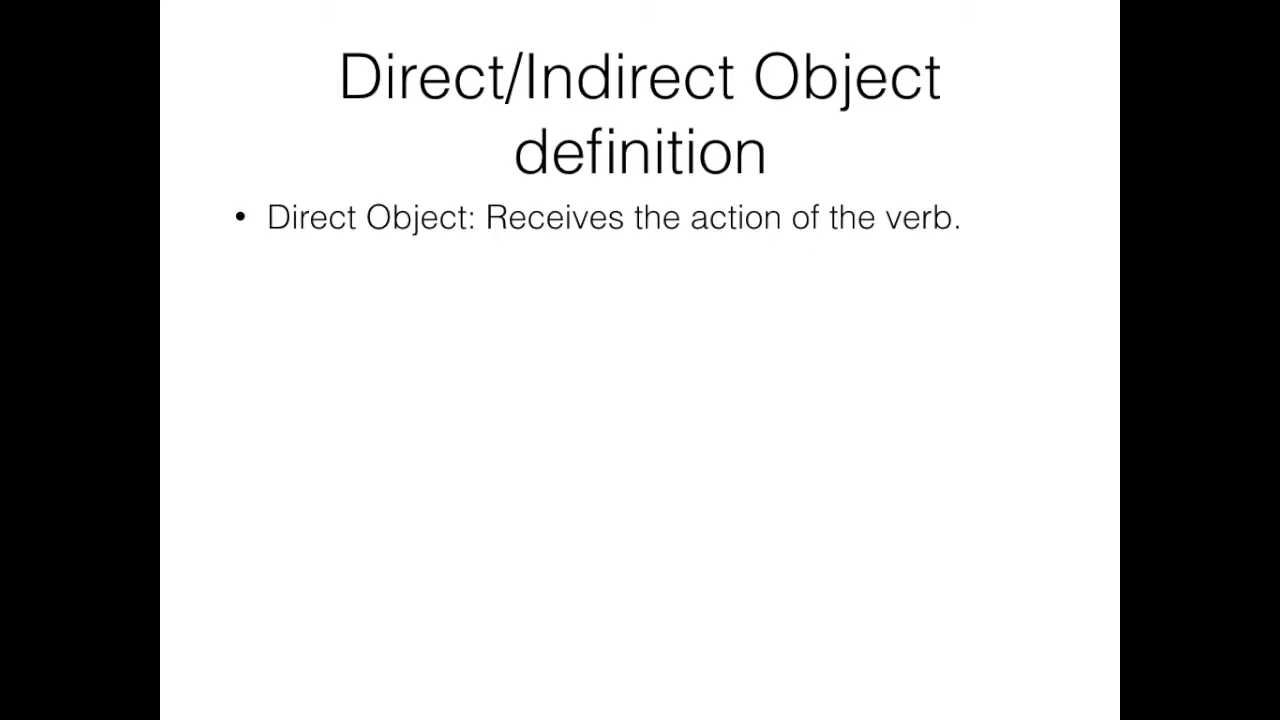 Direct/Indirect Object
definition
• Direct Object: Receives the action of the verb.